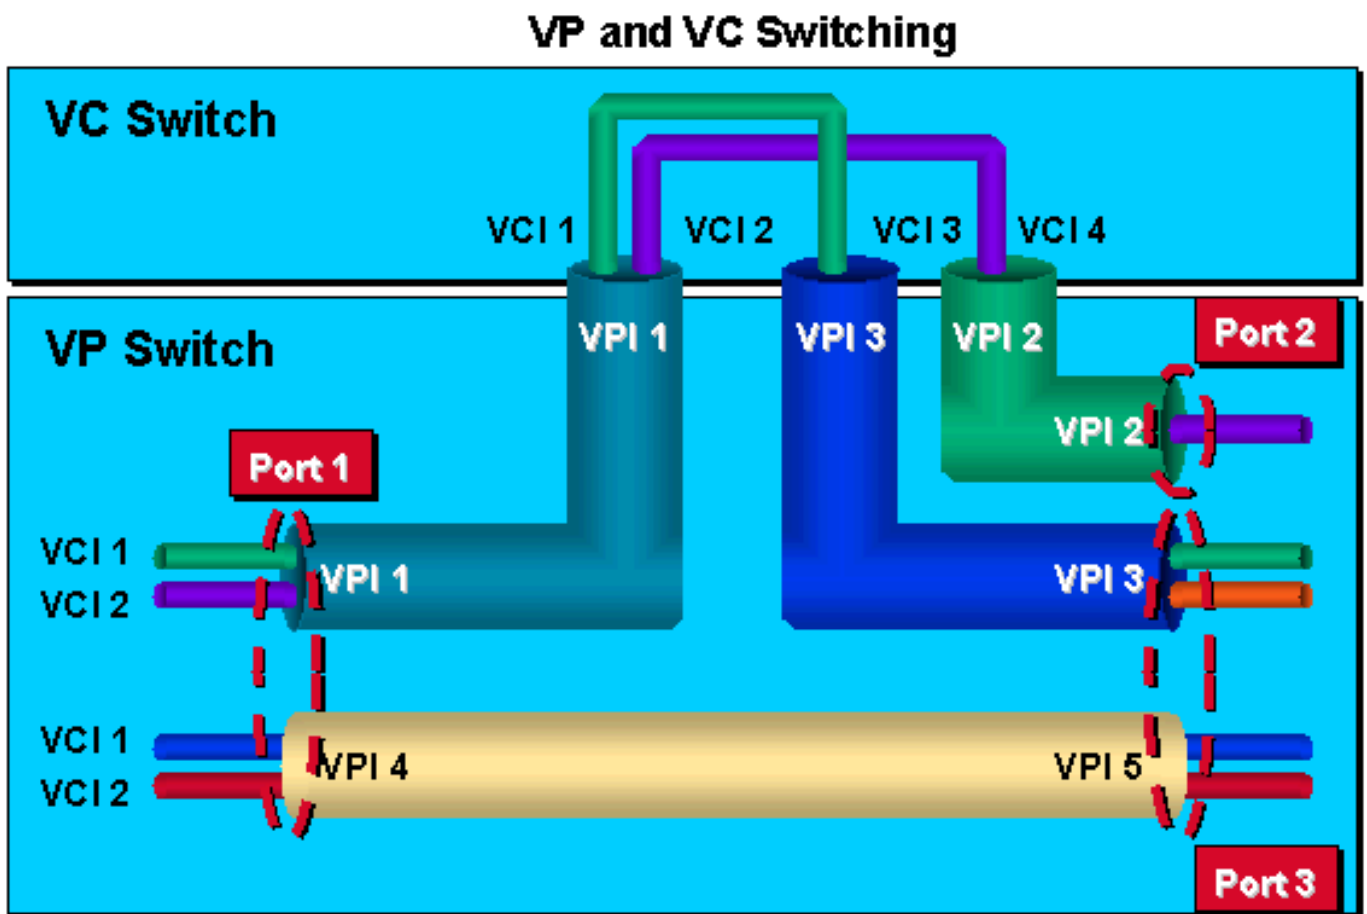 VP and VC Switching
VC Switch
VCI 1
VCI 2
VCI 3
VCI 4
VP Switch
VPI 1
VPI 3
VPI 2
Port 2
VPI 2
Port 1
VCI 1
VCI 2
VPI 1
VPI 3
VCI 1
VCI 2
VPI 4
VPI 5
Port 3